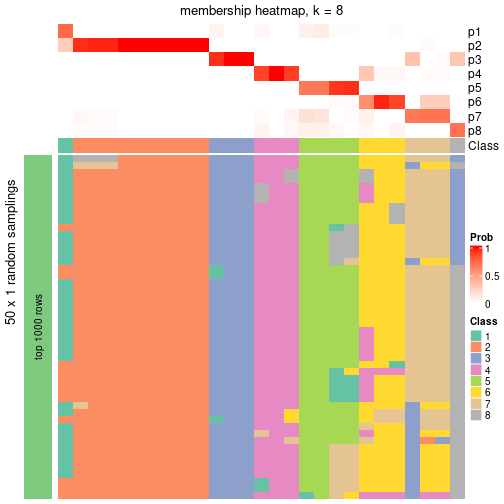 membership heatmap, k = 8
p1
p2
p3
p4
p5
p6
p7
p8
Class
50 x 1 random samplings
top 1000 rows
Prob
1
0.5
0
Class
1
2
3
4
5
6
7
8